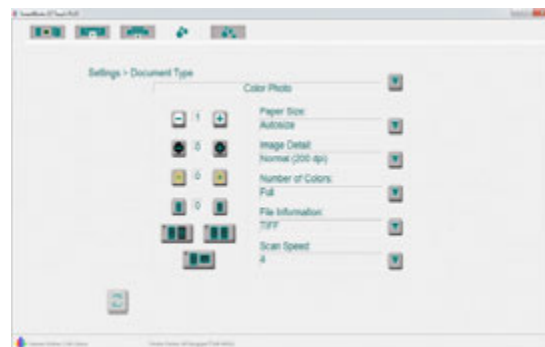 Settings > Document Type
Color Photo
1
Paper Size:
Autosize
0
Image Detail:
Normal (200 dpi)
0
Number of Colors:
Full
0
File Information:
TIFF
Scan Speed:
4